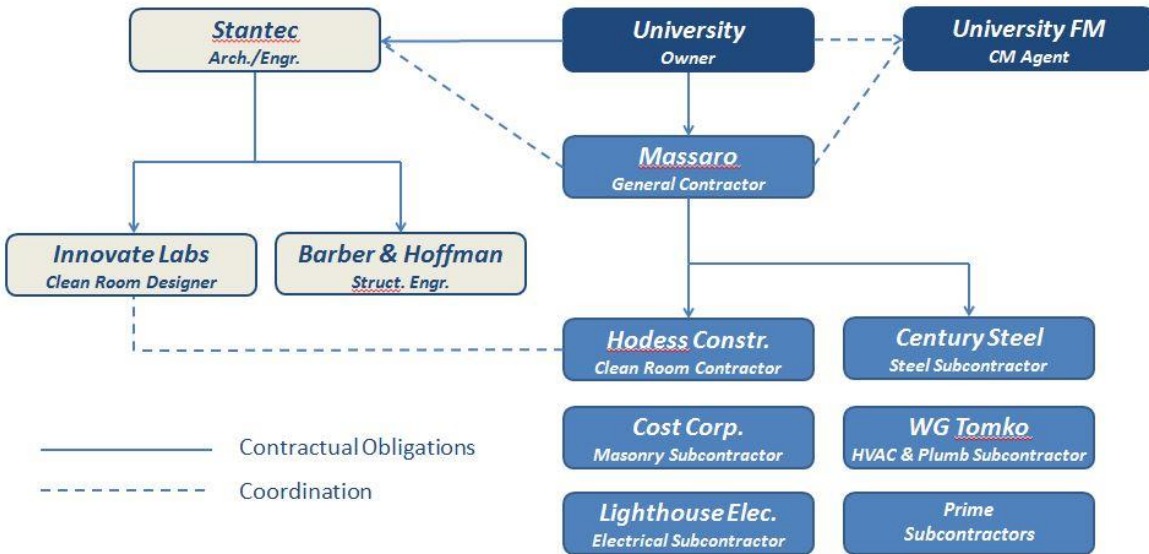 Stantec
Arch./Engr.
University
Owner
University FM
CM Agent
Massaro
General Contractor
Innovate Labs
Clean Room Designer
Barber & Hoffman
Struct. Engr.
Hodess Constr.
Clean Room Contractor
Century Steel
Steel Subcontractor
Cost Corp.
Masonry Subcontractor
WG Tomko
HVAC & Plumb Subcontractor
Contractual Obligations
Coordination
Lighthouse Elec.
Electrical Subcontractor
Prime
Subcontractors